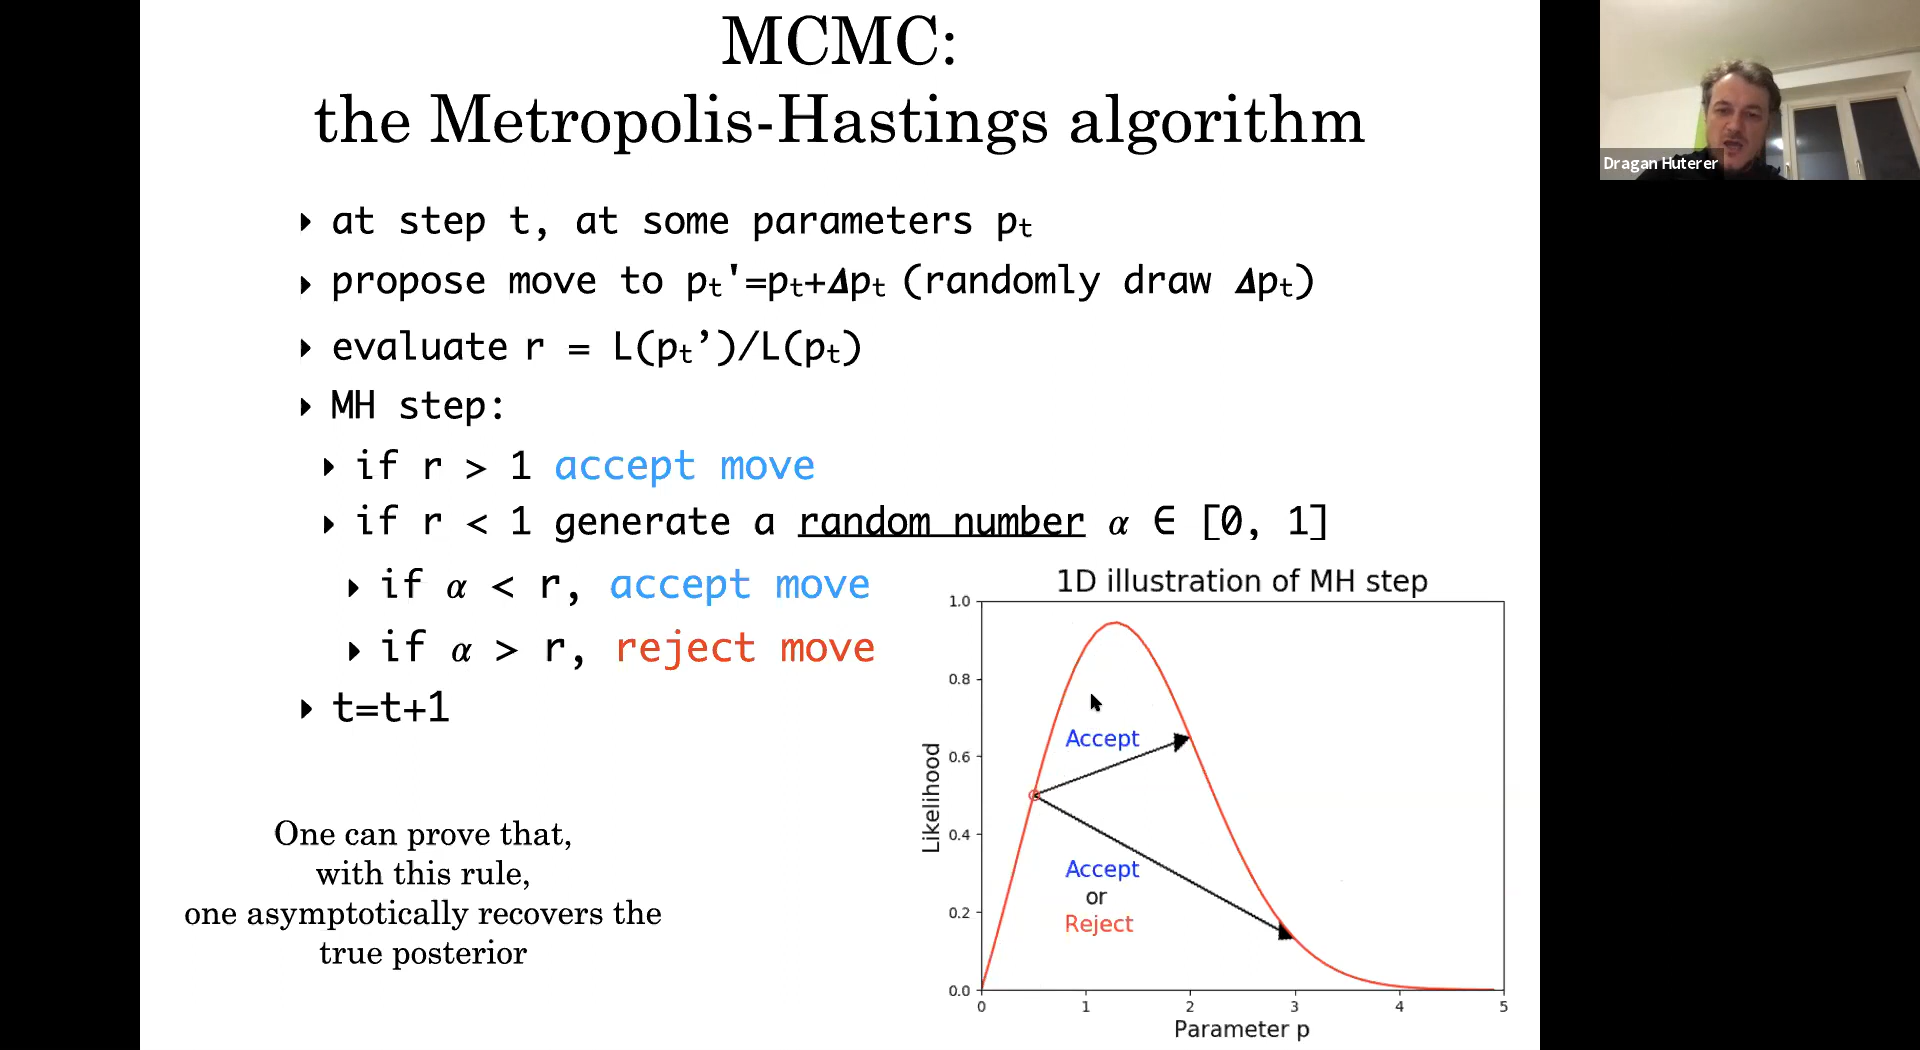 MCMC:
the Metropolis-Hastings algorithm
Dragan Huterer
‣ at step t, at some parameters pₜ
‣ propose move to pₜ'=pₜ+Δpₜ (randomly draw Δpₜ)
‣ evaluate r = L(pₜ’)/L(pₜ)
‣ MH step:
‣ if r > 1 accept move
‣ if r < 1 generate a random number α ∈ [0, 1]
‣ if α < r, accept move
‣ if α > r, reject move
‣ t=t+1
One can prove that,
with this rule,
one asymptotically recovers the
true posterior
1D illustration of MH step
1.0
0.8
0.6
0.4
0.2
0.0
Likelihood
Accept
Accept
or
Reject
0 1 2 3 4 5
Parameter p